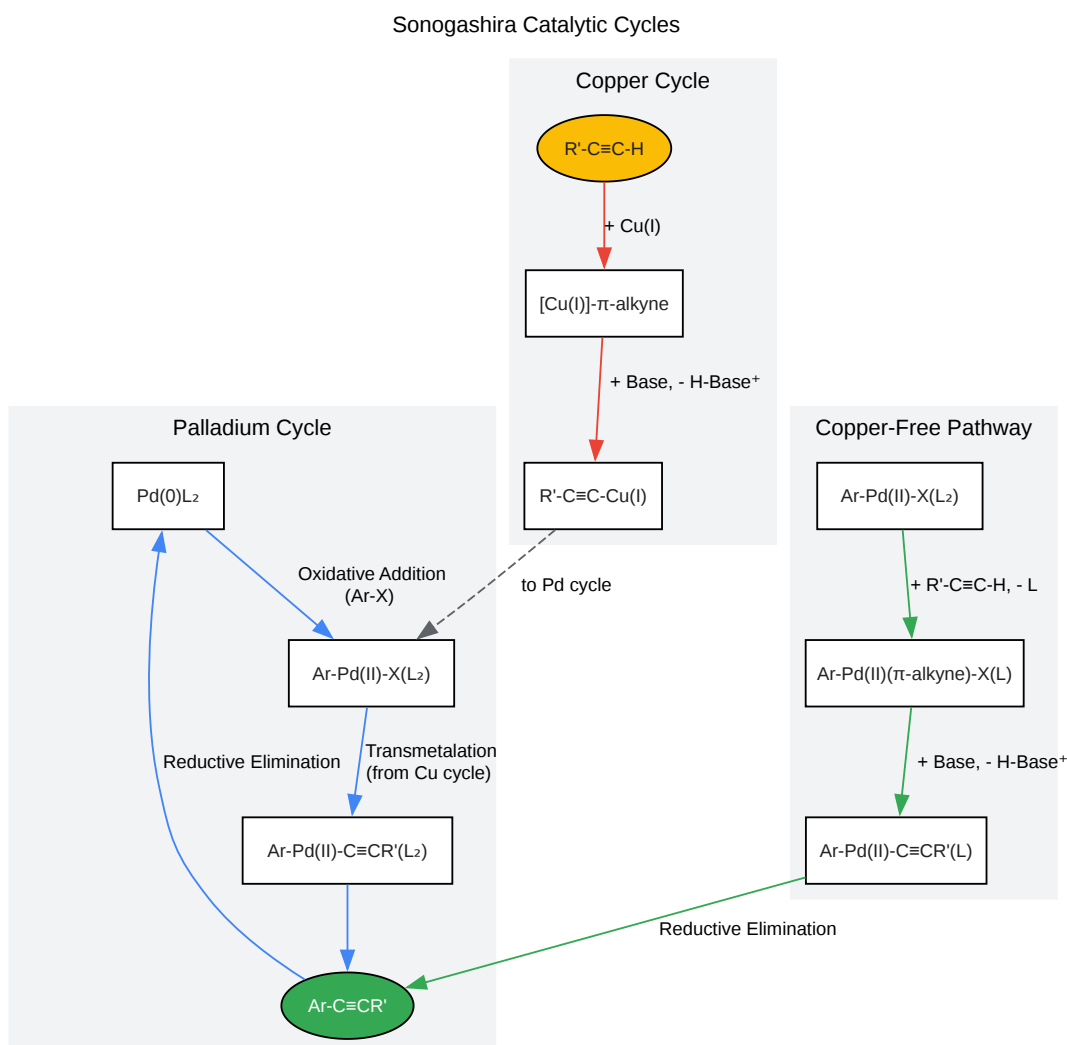 Sonogashira Catalytic Cycles
Copper Cycle
R'-C≡C-H
+ Cu(I)
[Cu(I)]-π-alkyne
+ Base, - H-Base⁺
R'-C≡C-Cu(I)
to Pd cycle
Palladium Cycle
Pd(0)L₂
Oxidative Addition
(Ar-X)
Ar-Pd(II)-X(L₂)
Reductive Elimination
Transmetalation
(from Cu cycle)
Ar-Pd(II)-C≡CR'(L₂)
Ar-C≡CR'
Copper-Free Pathway
Ar-Pd(II)-X(L₂)
+ R'-C≡C-H, - L
Ar-Pd(II)(π-alkyne)-X(L)
+ Base, - H-Base⁺
Ar-Pd(II)-C≡CR'(L)
Reductive Elimination